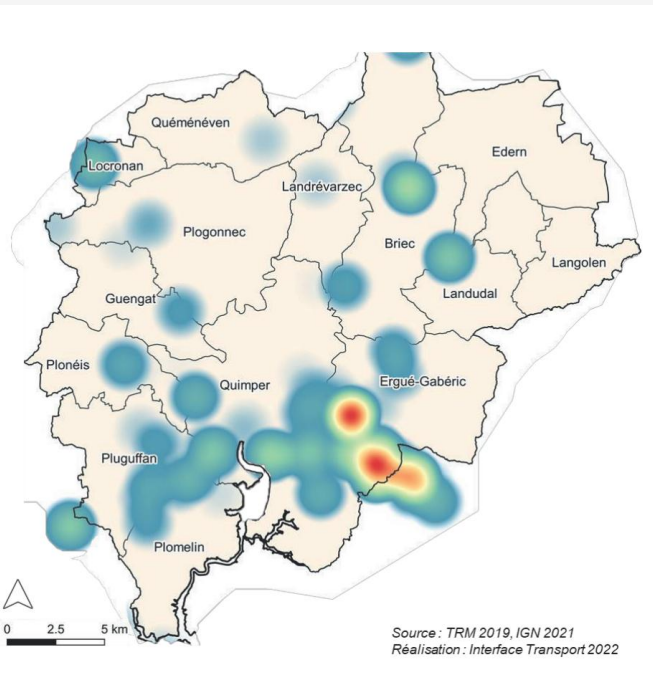 Quéménéven
Edern
Locronan
Landrévarzec
Plogonnec
Briec
Langolen
Landudal
Guengat
Plonéis
Quimper
Ergué-Gabéric
Pluguffan
Plomelin
0 2.5 5 km
Source : TRM 2019, IGN 2021
Réalisation : Interface Transport 2022